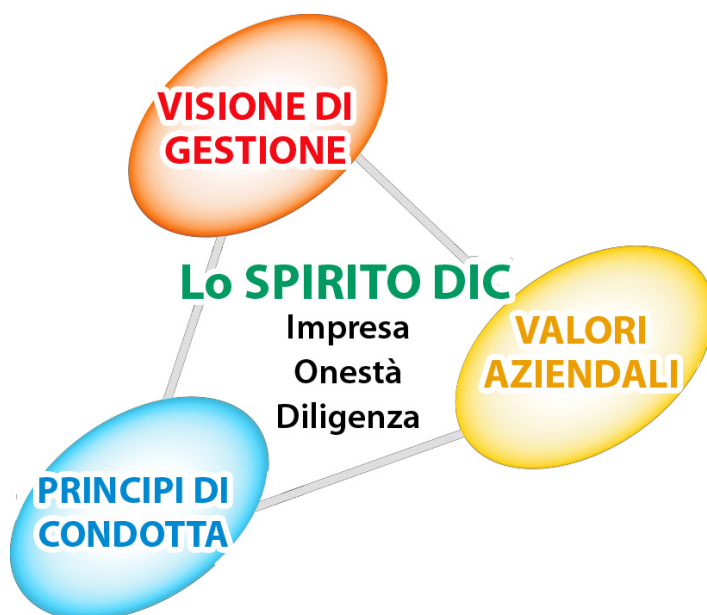 VISIONE DI
GESTIONE
Lo SPIRITO DIC
Impresa
Onestà
Diligenza
VALORI
AZIENDALI
PRINCIPI DI
CONDOTTA